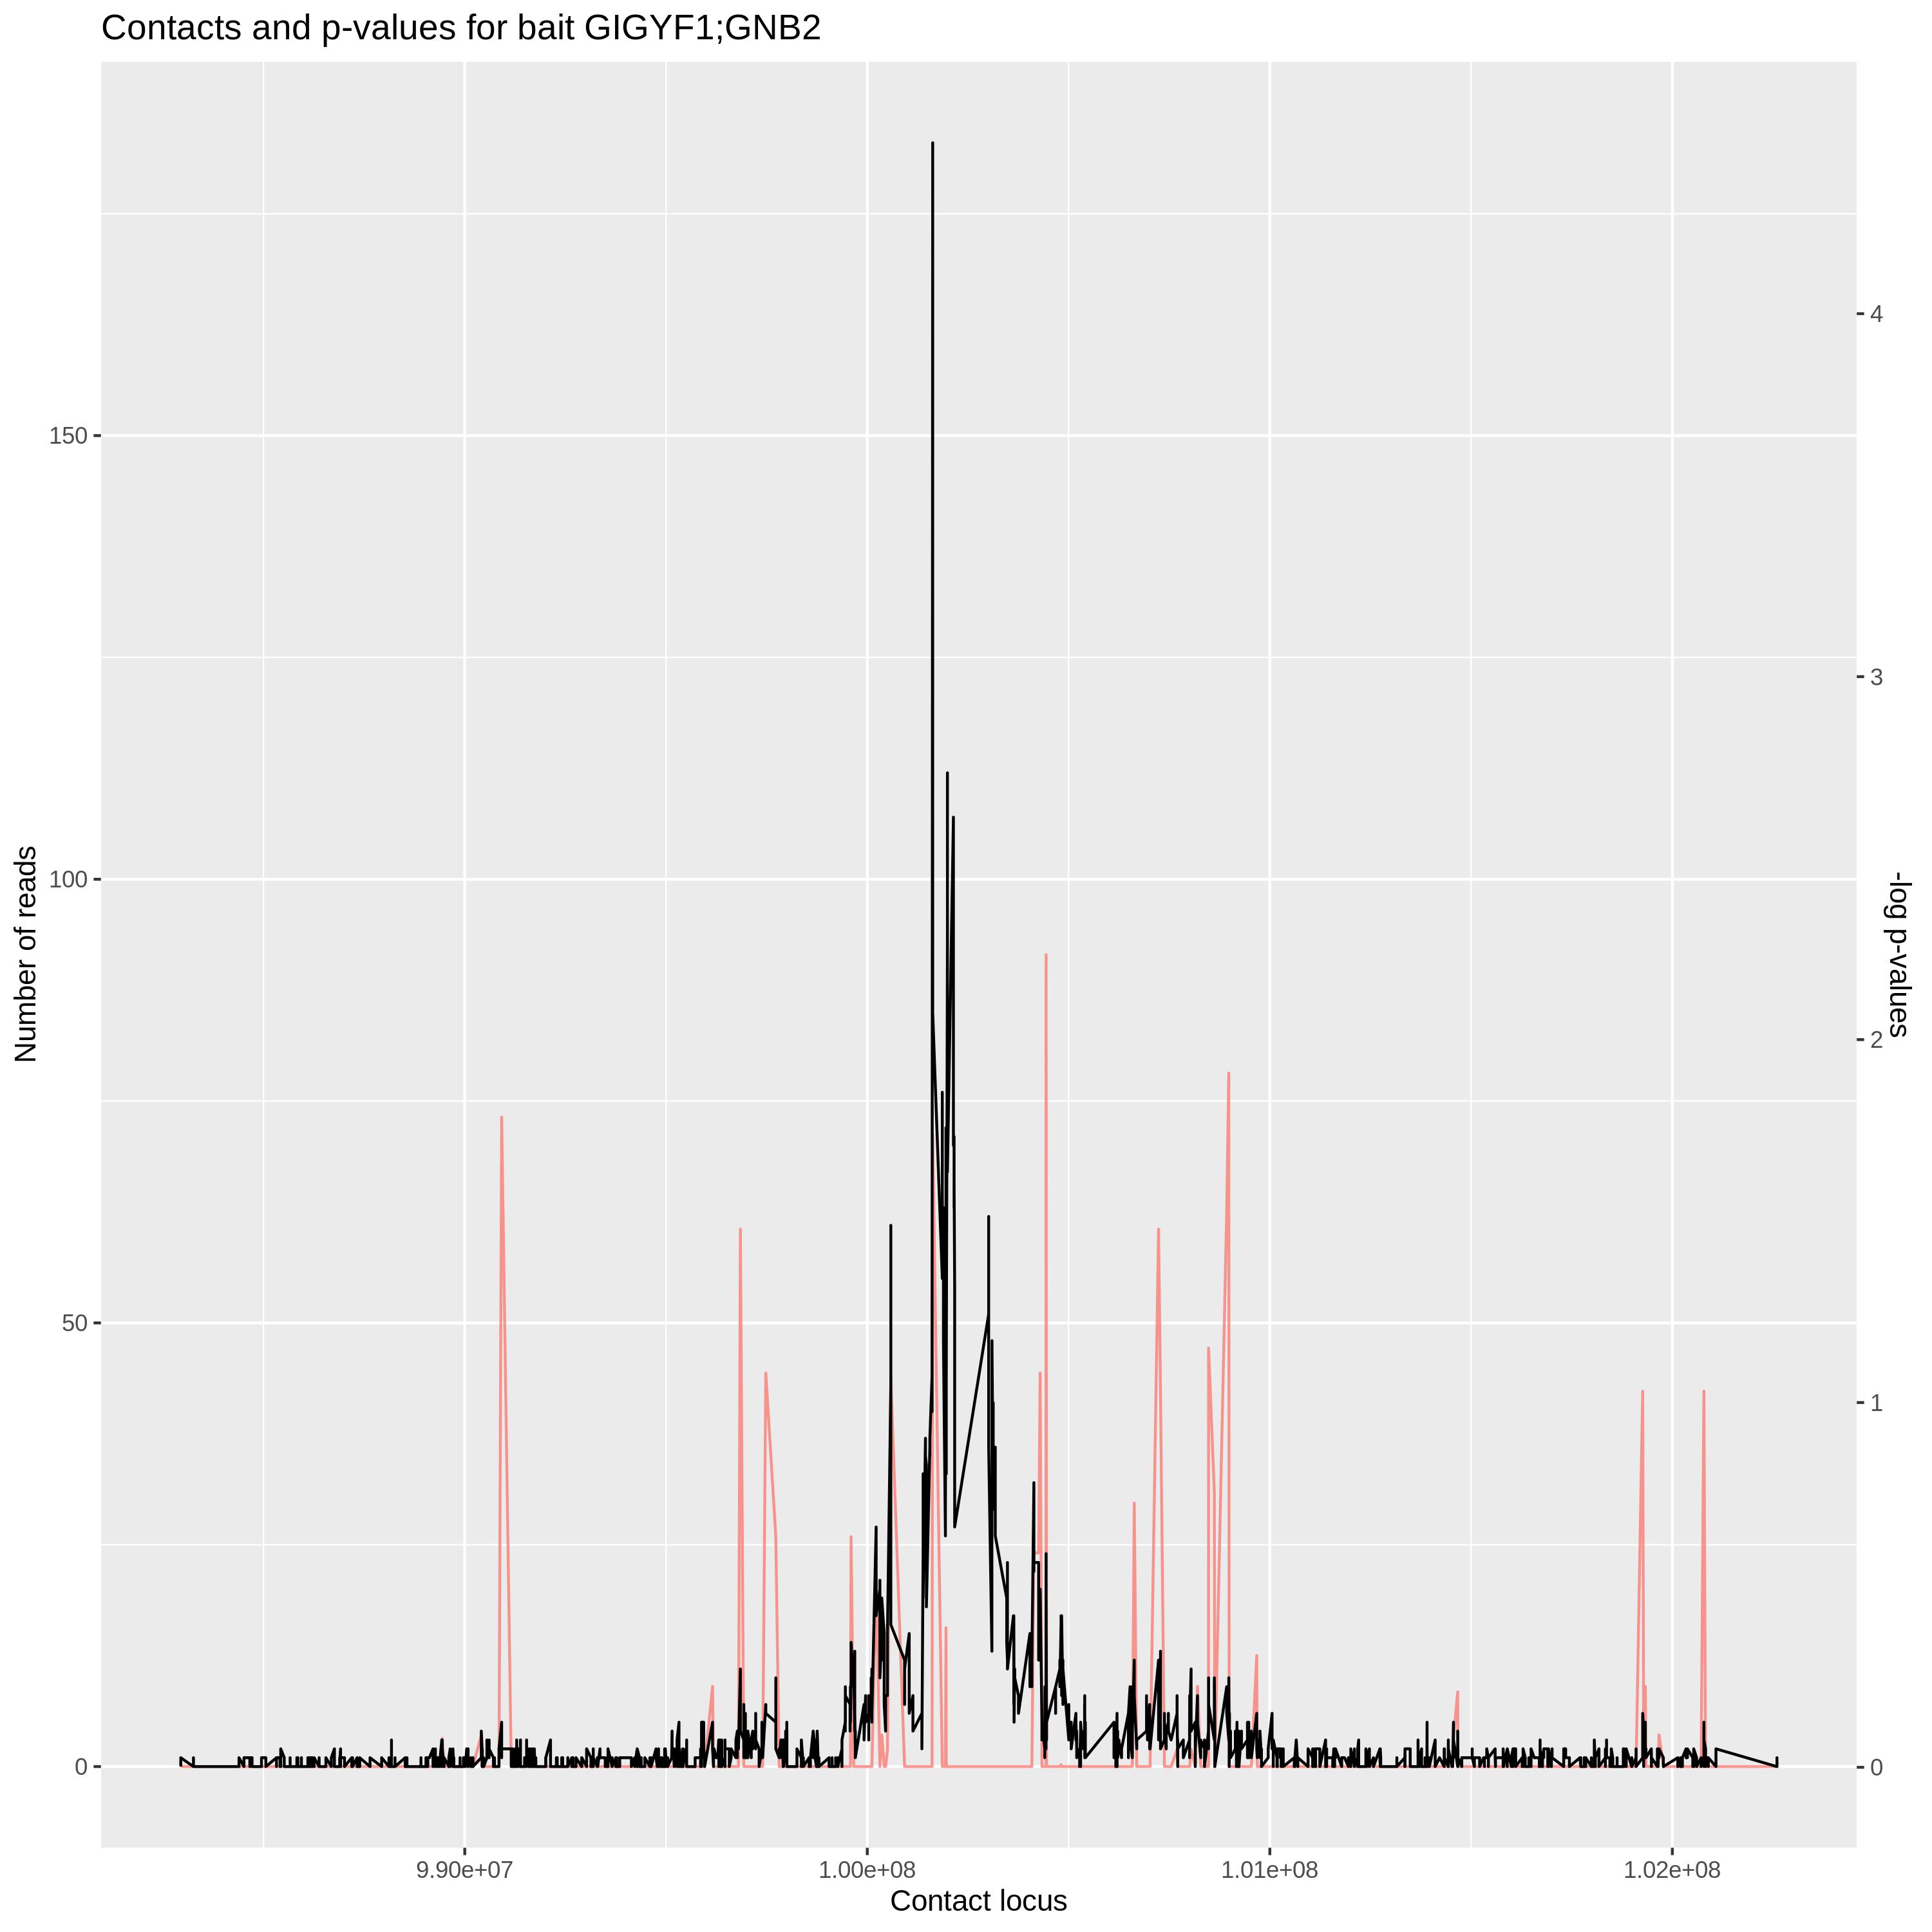 Contacts and p-values for bait GIGYF1;GNB2
Number of reads
150
100
50
0
4
3
2
1
0
-log p-values
9.90e+07 1.00e+08 1.01e+08 1.02e+08
Contact locus